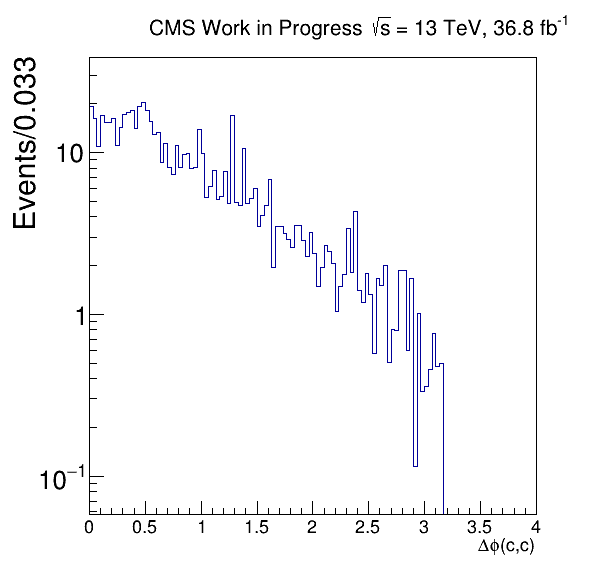 CMS Work in Progress √s = 13 TeV, 36.8 fb⁻¹
Events/0.033
10
1
10⁻¹
0 0.5 1 1.5 2 2.5 3 3.5 4
Δϕ(c,c)